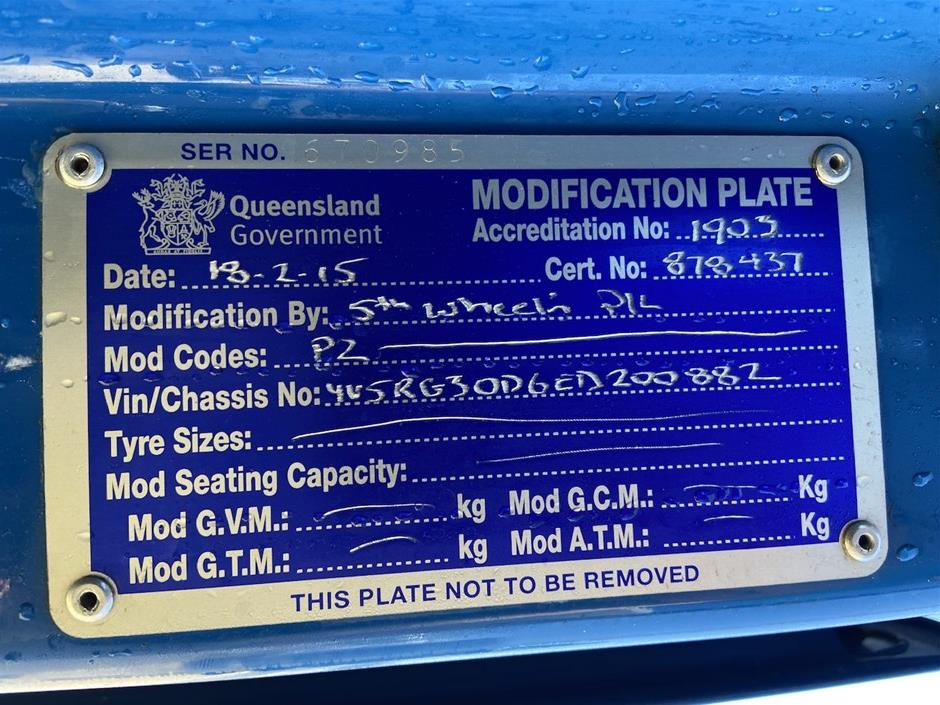 SER NO. 670985
Queensland
Government
MODIFICATION PLATE
Accreditation No: 1903
Date: 18-2-15
Cert. No: 878437
Modification By: 5th wheel's P/L
Mod Codes: P2
Vin/Chassis No: 4V5RG30D6ED200882
Tyre Sizes:
Mod Seating Capacity:
Mod G.V.M.: kg Mod G.C.M.: Kg
Mod G.T.M.: kg Mod A.T.M.: Kg
THIS PLATE NOT TO BE REMOVED